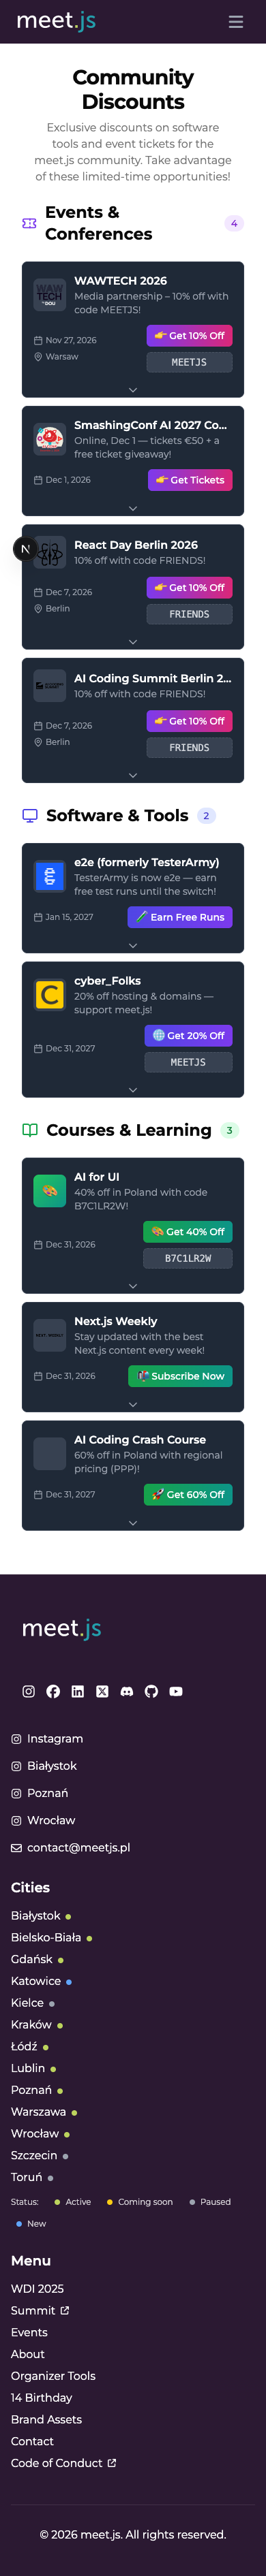 meet.js
Community
Discounts
Exclusive discounts on software
tools and event tickets for the
meet.js community. Take advantage
of these limited-time opportunities!
Events &
Conferences
4
WAWTECH 2026
Media partnership – 10% off with
code MEETJS!
Nov 27, 2026
Warsaw
👉 Get 10% Off
MEETJS
SmashingConf AI 2027 Co...
Online, Dec 1 — tickets €50 + a
free ticket giveaway!
Dec 1, 2026
👉 Get Tickets
N
React Day Berlin 2026
10% off with code FRIENDS!
Dec 7, 2026
Berlin
👉 Get 10% Off
FRIENDS
AI Coding Summit Berlin 2...
10% off with code FRIENDS!
Dec 7, 2026
Berlin
👉 Get 10% Off
FRIENDS
Software & Tools
2
e2e (formerly TesterArmy)
TesterArmy is now e2e — earn
free test runs until the switch!
Jan 15, 2027
🧪 Earn Free Runs
C
cyber_Folks
20% off hosting & domains —
support meet.js!
Dec 31, 2027
🌐 Get 20% Off
MEETJS
Courses & Learning
3
AI for UI
40% off in Poland with code
B7C1LR2W!
Dec 31, 2026
🎨 Get 40% Off
B7C1LR2W
Next.js Weekly
Stay updated with the best
Next.js content every week!
Dec 31, 2026
📬 Subscribe Now
AI Coding Crash Course
60% off in Poland with regional
pricing (PPP)!
Dec 31, 2027
🚀 Get 60% Off
meet.js
Instagram
Białystok
Poznań
Wrocław
contact@meetjs.pl
Cities
Białystok
Bielsko-Biała
Gdańsk
Katowice
Kielce
Kraków
Łódź
Lublin
Poznań
Warszawa
Wrocław
Szczecin
Toruń
Status: Active Coming soon Paused
New
Menu
WDI 2025
Summit
Events
About
Organizer Tools
14 Birthday
Brand Assets
Contact
Code of Conduct
© 2026 meet.js. All rights reserved.